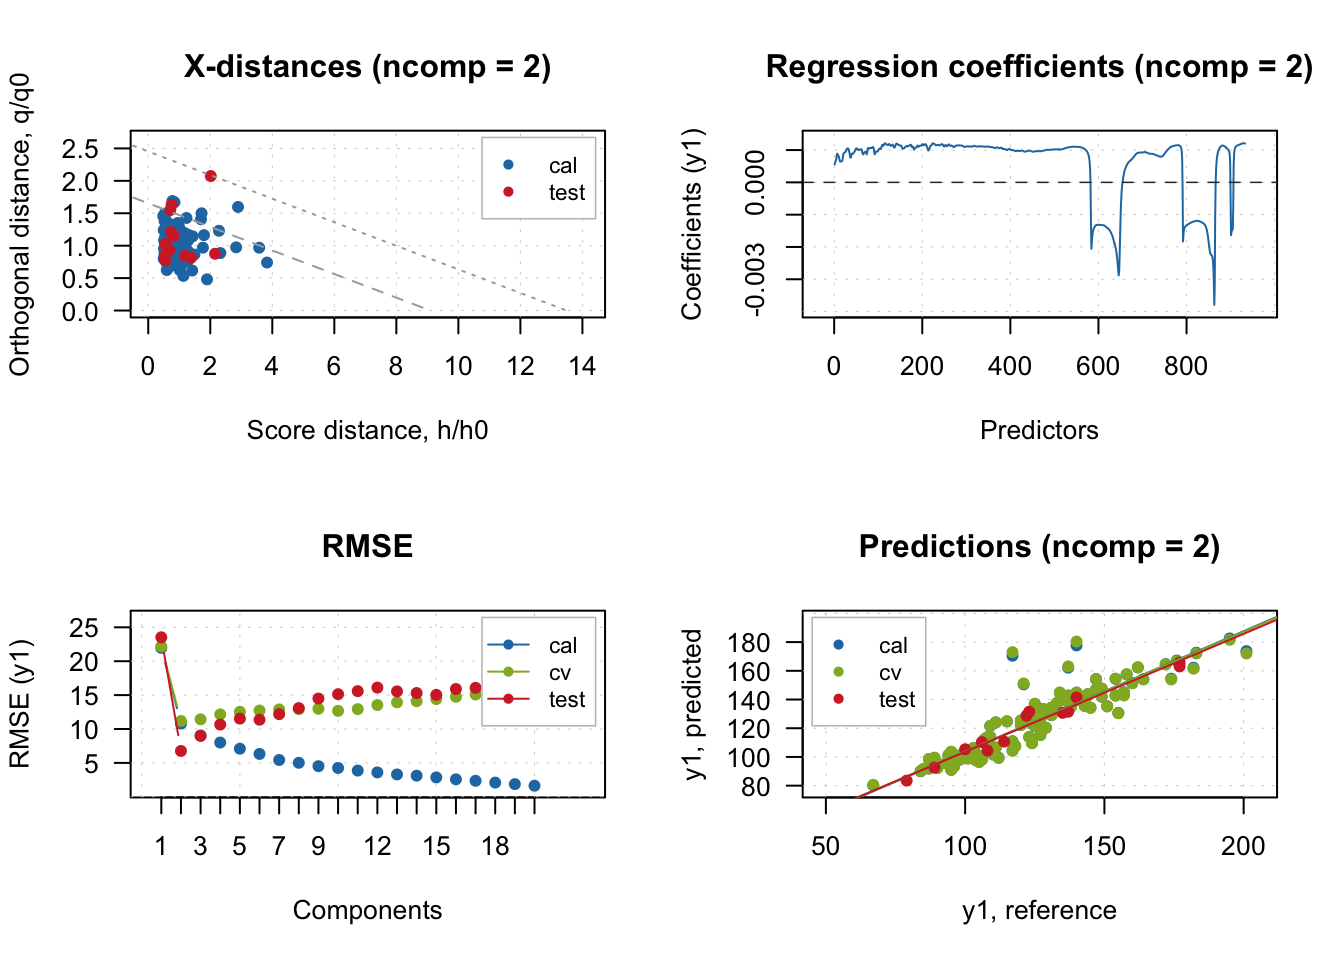 X-distances (ncomp = 2)
Orthogonal distance, q/q0
2.5
2.0
1.5
1.0
0.5
0.0
cal
test
0 2 4 6 8 10 12 14
Score distance, h/h0
Regression coefficients (ncomp = 2)
Coefficients (y1)
0.000
-0.003
0 200 400 600 800
Predictors
RMSE
RMSE (y1)
25
20
15
10
5
cal
cv
test
1 3 5 7 9 12 15 18
Components
Predictions (ncomp = 2)
y1, predicted
180
160
140
120
100
80
cal
cv
test
50 100 150 200
y1, reference